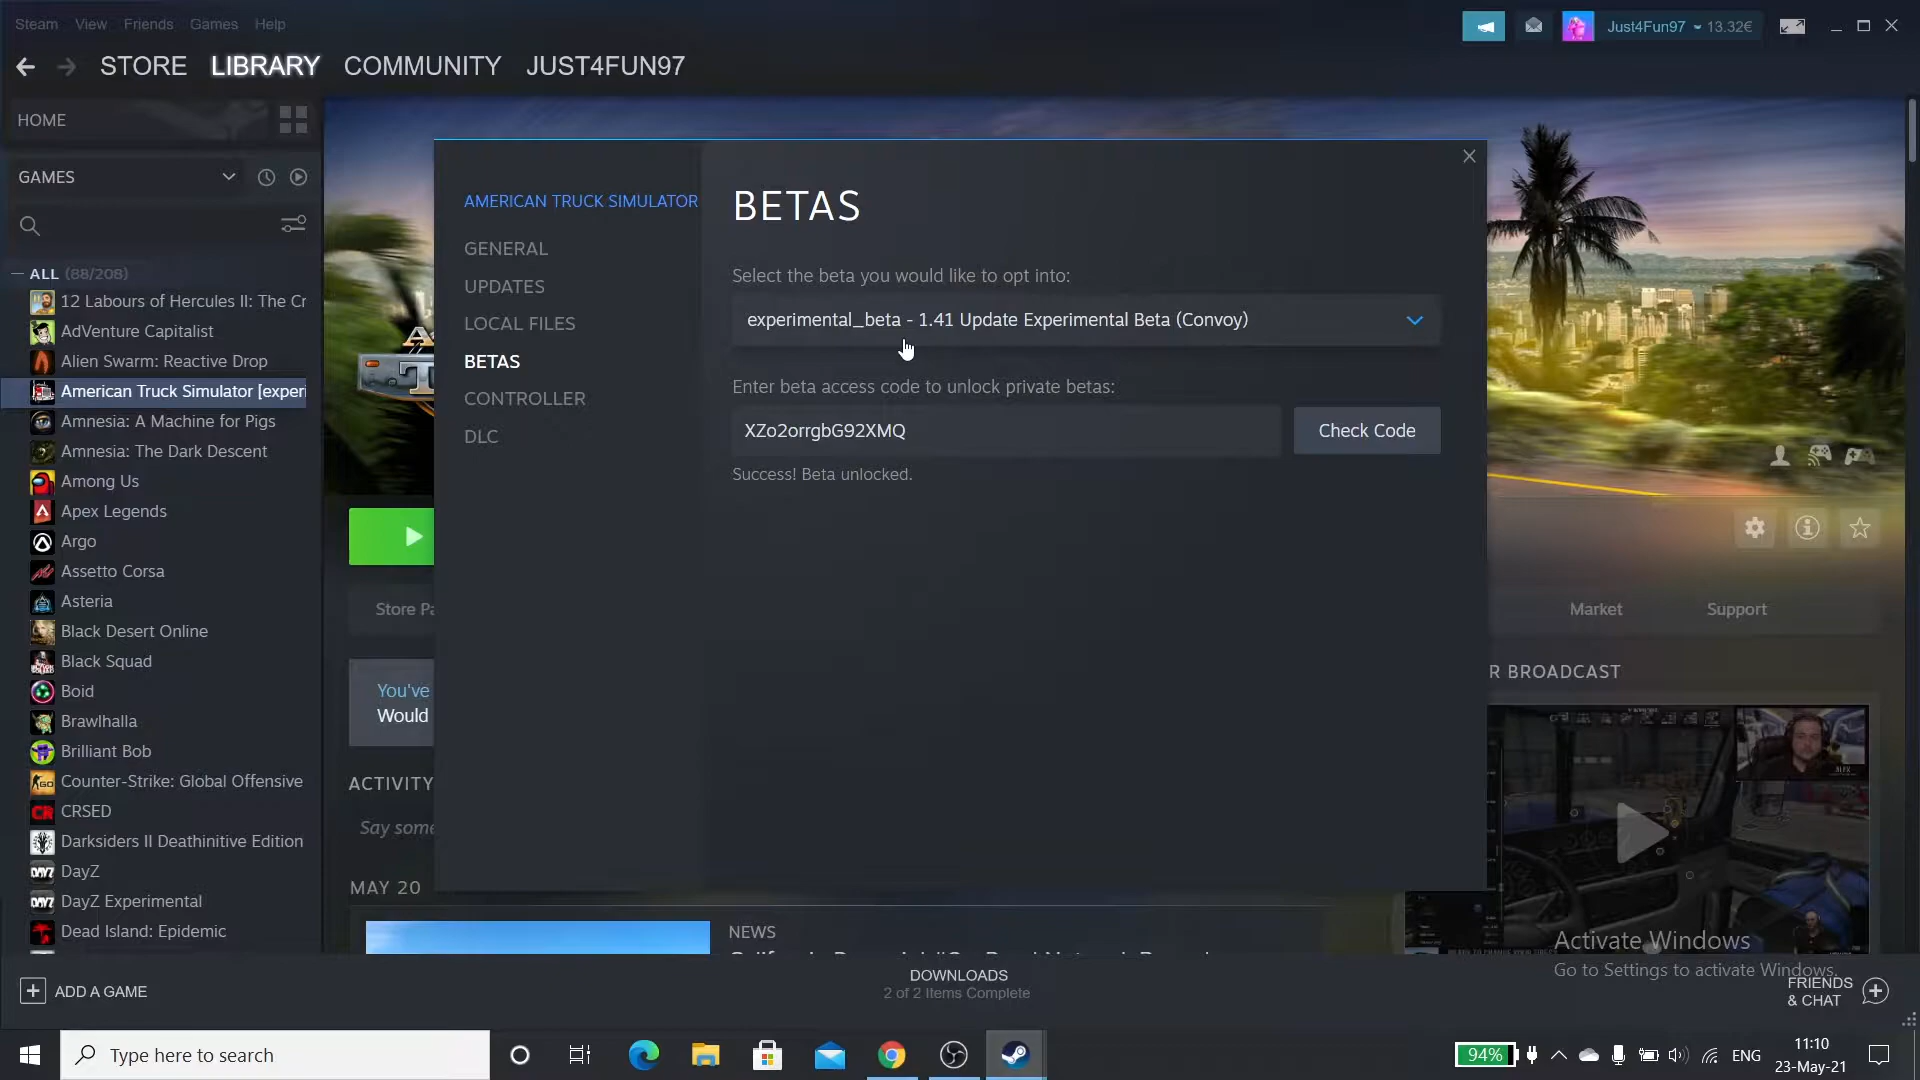 Steam View Friends Games Help
Just4Fun97 13.32€
STORE LIBRARY COMMUNITY JUST4FUN97
HOME
GAMES
ALL (88/208)
12 Labours of Hercules II: The Cr
AdVenture Capitalist
Alien Swarm: Reactive Drop
American Truck Simulator [experi
Amnesia: A Machine for Pigs
Amnesia: The Dark Descent
Among Us
Apex Legends
Argo
Assetto Corsa
Asteria
Black Desert Online
Black Squad
Boid
Brawlhalla
Brilliant Bob
Counter-Strike: Global Offensive
CRSED
Darksiders II Deathinitive Edition
DayZ
DayZ Experimental
Dead Island: Epidemic
AMERICAN TRUCK SIMULATOR
GENERAL
UPDATES
LOCAL FILES
BETAS
CONTROLLER
DLC
BETAS
Select the beta you would like to opt into:
experimental_beta - 1.41 Update Experimental Beta (Convoy)
Enter beta access code to unlock private betas:
XZo2orrgbG92XMQ
Check Code
Success! Beta unlocked.
Store Pa
Market
Support
You've
Would
R BROADCAST
ACTIVITY
Say some
MAY 20
NEWS
Activate Windows
Go to Settings to activate Windows.
ADD A GAME
DOWNLOADS
2 of 2 Items Complete
FRIENDS
& CHAT
Type here to search
94%
ENG
11:10
23-May-21